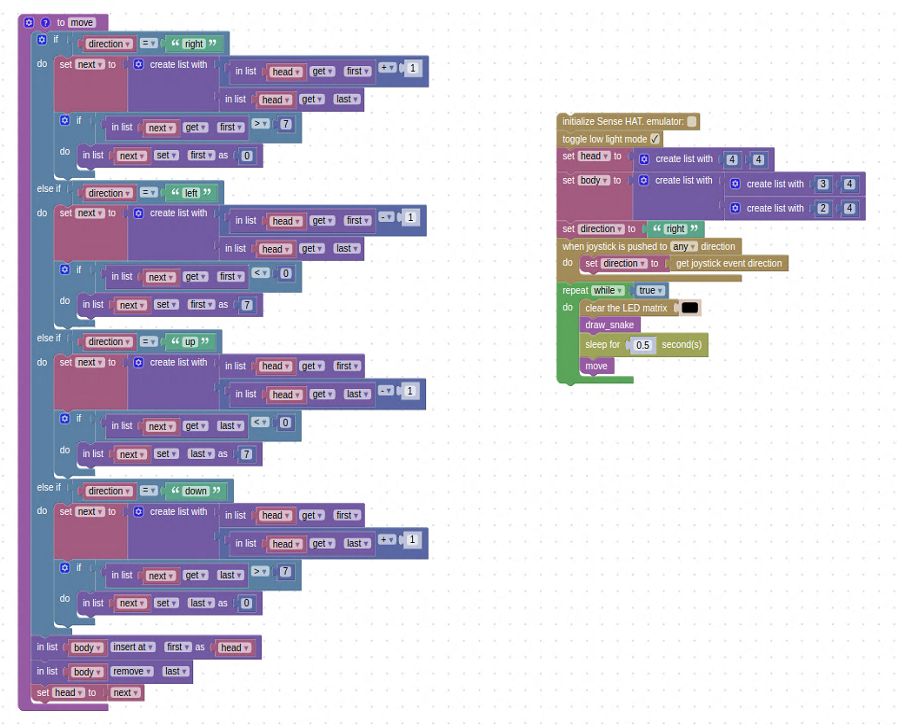 to move
if direction = “ right ”
do set next to create list with in list head get first + 1
in list head get last
if in list next get first > 7
do in list next set first as 0
else if direction = “ left ”
do set next to create list with in list head get first - 1
in list head get last
if in list next get first < 0
do in list next set first as 7
else if direction = “ up ”
do set next to create list with in list head get first
in list head get last - 1
if in list next get last < 0
do in list next set last as 7
else if direction = “ down ”
do set next to create list with in list head get first
in list head get last + 1
if in list next get last > 7
do in list next set last as 0
in list body insert at first as head
in list body remove last
set head to next
initialize Sense HAT. emulator:
toggle low light mode ✓
set head to create list with 4 4
set body to create list with create list with 3 4
create list with 2 4
set direction to “ right ”
when joystick is pushed to any direction
do set direction to get joystick event direction
repeat while true
do clear the LED matrix
draw_snake
sleep for 0.5 second(s)
move